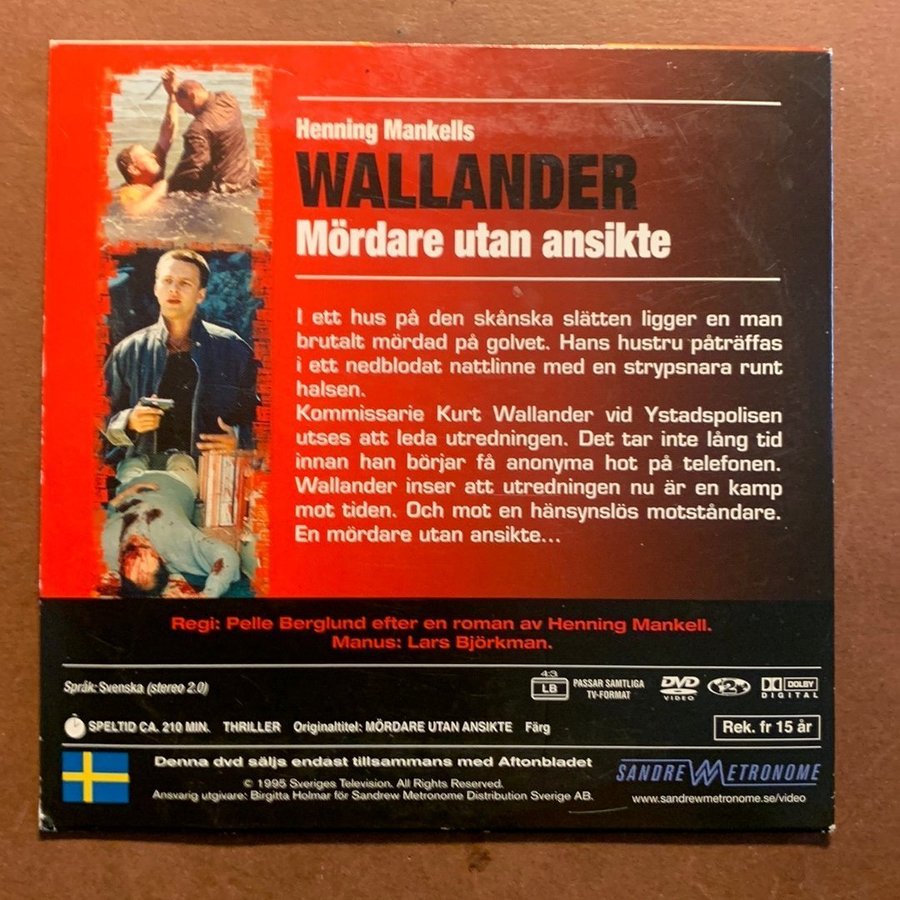 Henning Mankells
WALLANDER
Mördare utan ansikte
I ett hus på den skånska slätten ligger en man
brutalt mördad på golvet. Hans hustru påträffas
i ett nedblodat nattlinne med en strypsnara runt
halsen.
Kommissarie Kurt Wallander vid Ystadspolisen
utses att leda utredningen. Det tar inte lång tid
innan han börjar få anonyma hot på telefonen.
Wallander inser att utredningen nu är en kamp
mot tiden. Och mot en hänsynslös motståndare.
En mördare utan ansikte...
Regi: Pelle Berglund efter en roman av Henning Mankell.
Manus: Lars Björkman.
Språk: Svenska (stereo 2.0)
4:3
LB
PASSAR SAMTLIGA
TV-FORMAT
DVD
VIDEO
2
DOLBY
DIGITAL
SPELTID CA. 210 MIN. THRILLER Originaltitel: MÖRDARE UTAN ANSIKTE Färg
Rek. fr 15 år
Denna dvd säljs endast tillsammans med Aftonbladet
© 1995 Sveriges Television. All Rights Reserved.
Ansvarig utgivare: Birgitta Holmar för Sandrew Metronome Distribution Sverige AB.
SANDREW METRONOME
www.sandrewmetronome.se/video